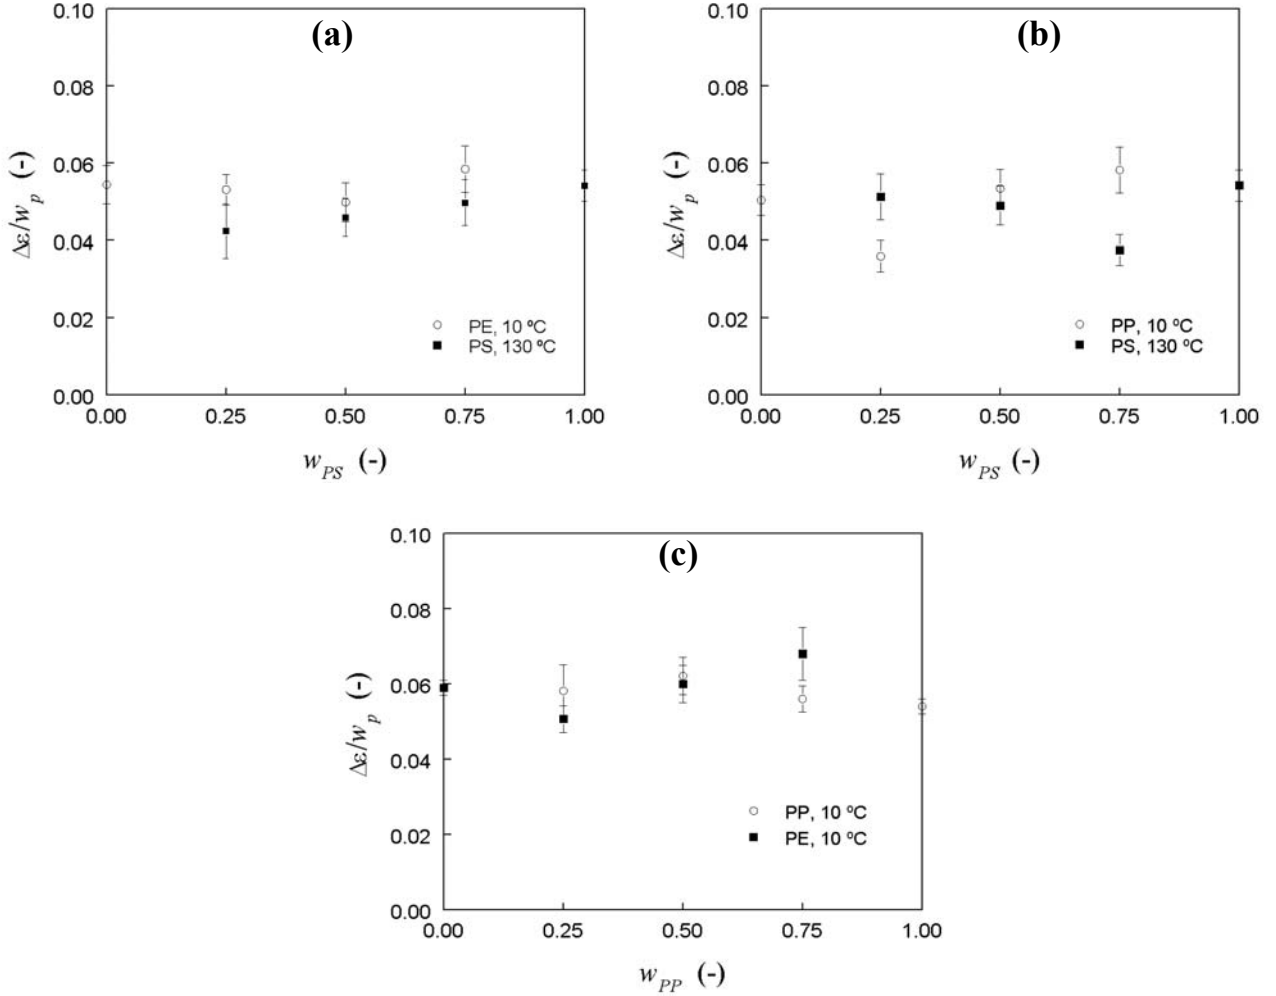 (a)
0.10
0.08
0.06
0.04
0.02
0.00
Δε/w_p (-)
PE, 10 ºC
PS, 130 ºC
0.00 0.25 0.50 0.75 1.00
w_PS (-)
(b)
0.10
0.08
0.06
0.04
0.02
0.00
Δε/w_p (-)
PP, 10 ºC
PS, 130 ºC
0.00 0.25 0.50 0.75 1.00
w_PS (-)
(c)
0.10
0.08
0.06
0.04
0.02
0.00
Δε/w_p (-)
PP, 10 ºC
PE, 10 ºC
0.00 0.25 0.50 0.75 1.00
w_PP (-)